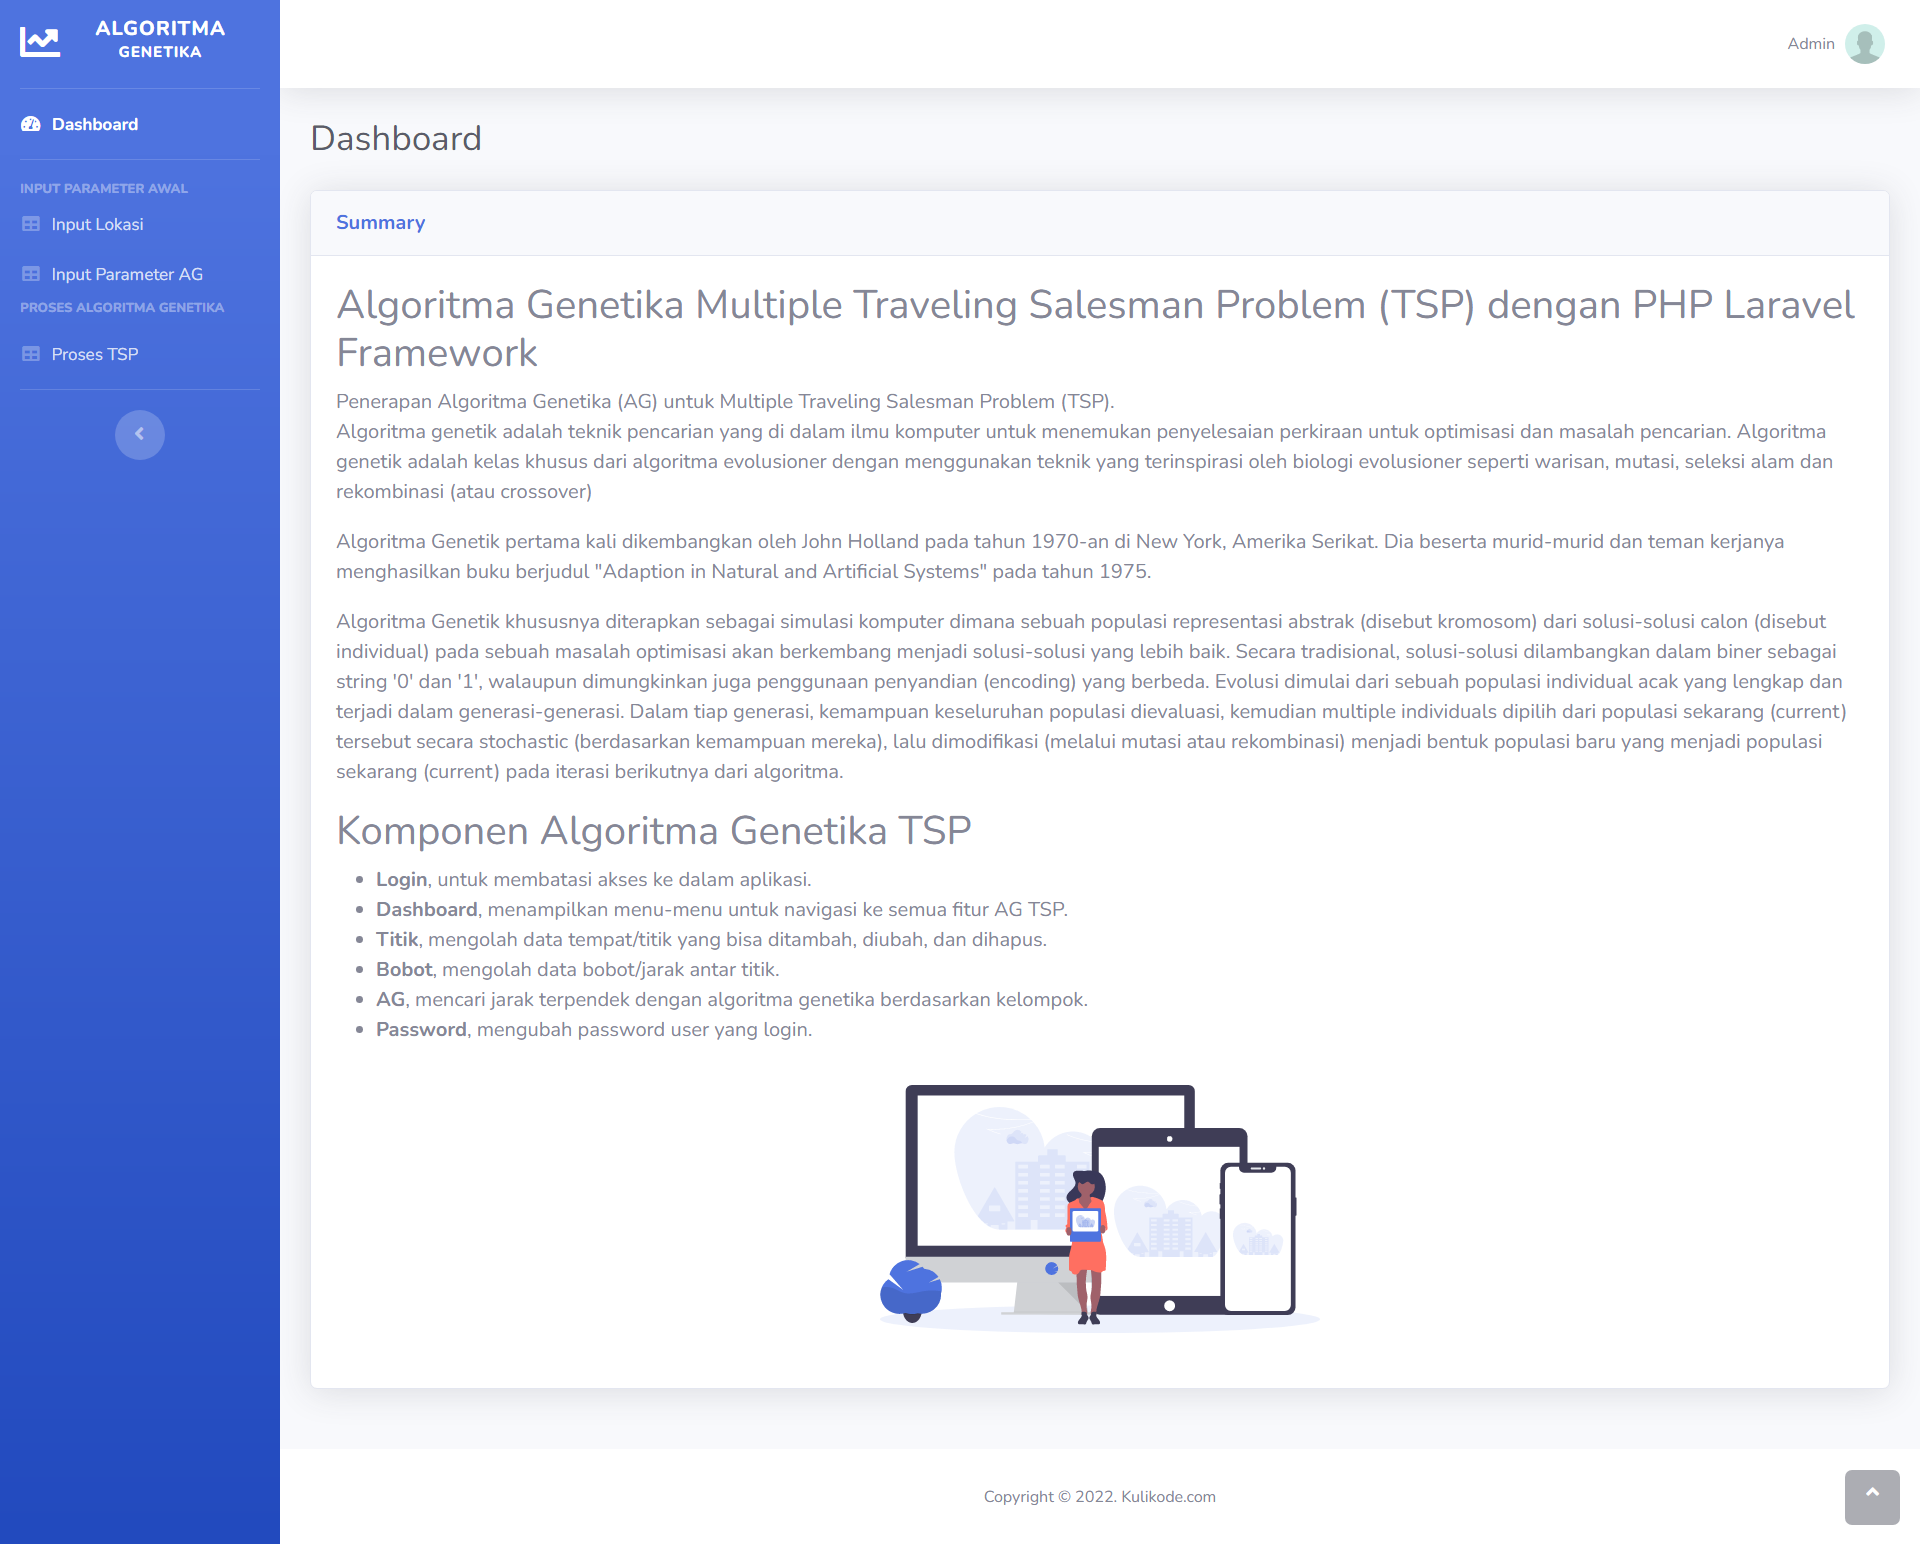 ALGORITMA
GENETIKA
Dashboard
INPUT PARAMETER AWAL
Input Lokasi
Input Parameter AG
PROSES ALGORITMA GENETIKA
Proses TSP
Admin
Dashboard
Summary
Algoritma Genetika Multiple Traveling Salesman Problem (TSP) dengan PHP Laravel
Framework
Penerapan Algoritma Genetika (AG) untuk Multiple Traveling Salesman Problem (TSP).
Algoritma genetik adalah teknik pencarian yang di dalam ilmu komputer untuk menemukan penyelesaian perkiraan untuk optimisasi dan masalah pencarian. Algoritma
genetik adalah kelas khusus dari algoritma evolusioner dengan menggunakan teknik yang terinspirasi oleh biologi evolusioner seperti warisan, mutasi, seleksi alam dan
rekombinasi (atau crossover)
Algoritma Genetik pertama kali dikembangkan oleh John Holland pada tahun 1970-an di New York, Amerika Serikat. Dia beserta murid-murid dan teman kerjanya
menghasilkan buku berjudul "Adaption in Natural and Artificial Systems" pada tahun 1975.
Algoritma Genetik khususnya diterapkan sebagai simulasi komputer dimana sebuah populasi representasi abstrak (disebut kromosom) dari solusi-solusi calon (disebut
individual) pada sebuah masalah optimisasi akan berkembang menjadi solusi-solusi yang lebih baik. Secara tradisional, solusi-solusi dilambangkan dalam biner sebagai
string '0' dan '1', walaupun dimungkinkan juga penggunaan penyandian (encoding) yang berbeda. Evolusi dimulai dari sebuah populasi individual acak yang lengkap dan
terjadi dalam generasi-generasi. Dalam tiap generasi, kemampuan keseluruhan populasi dievaluasi, kemudian multiple individuals dipilih dari populasi sekarang (current)
tersebut secara stochastic (berdasarkan kemampuan mereka), lalu dimodifikasi (melalui mutasi atau rekombinasi) menjadi bentuk populasi baru yang menjadi populasi
sekarang (current) pada iterasi berikutnya dari algoritma.
Komponen Algoritma Genetika TSP
• Login, untuk membatasi akses ke dalam aplikasi.
• Dashboard, menampilkan menu-menu untuk navigasi ke semua fitur AG TSP.
• Titik, mengolah data tempat/titik yang bisa ditambah, diubah, dan dihapus.
• Bobot, mengolah data bobot/jarak antar titik.
• AG, mencari jarak terpendek dengan algoritma genetika berdasarkan kelompok.
• Password, mengubah password user yang login.
Copyright © 2022. Kulikode.com